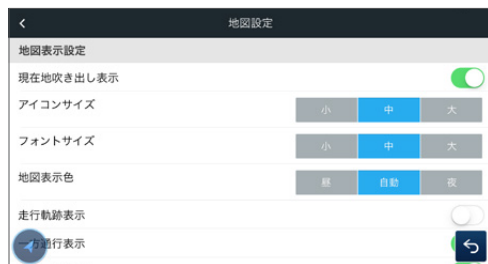 地図設定
地図表示設定
現在地吹き出し表示
アイコンサイズ 小 中 大
フォントサイズ 小 中 大
地図表示色 昼 自動 夜
走行軌跡表示
一方通行表示